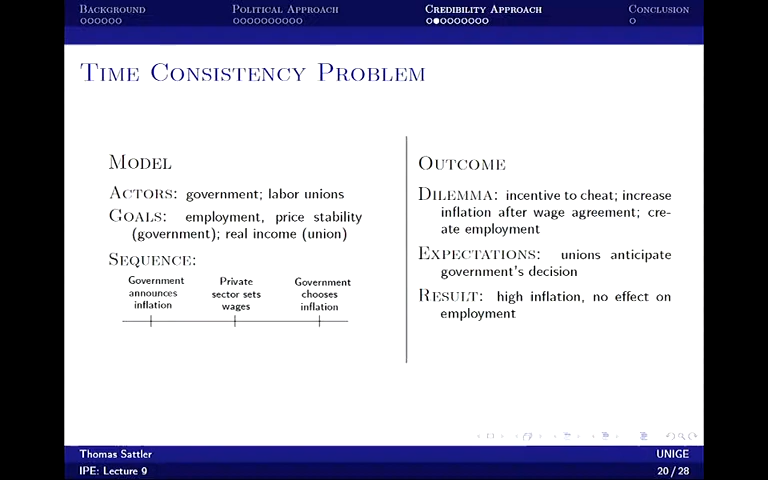 Background Political Approach Credibility Approach Conclusion
Time Consistency Problem
Model
Actors: government; labor unions
Goals: employment, price stability
(government); real income (union)
Sequence:
Government
announces
inflation
Private
sector sets
wages
Government
chooses
inflation
Outcome
Dilemma: incentive to cheat; increase
inflation after wage agreement; cre-
ate employment
Expectations: unions anticipate
government's decision
Result: high inflation, no effect on
employment
Thomas Sattler UNIGE
IPE: Lecture 9 20 / 28